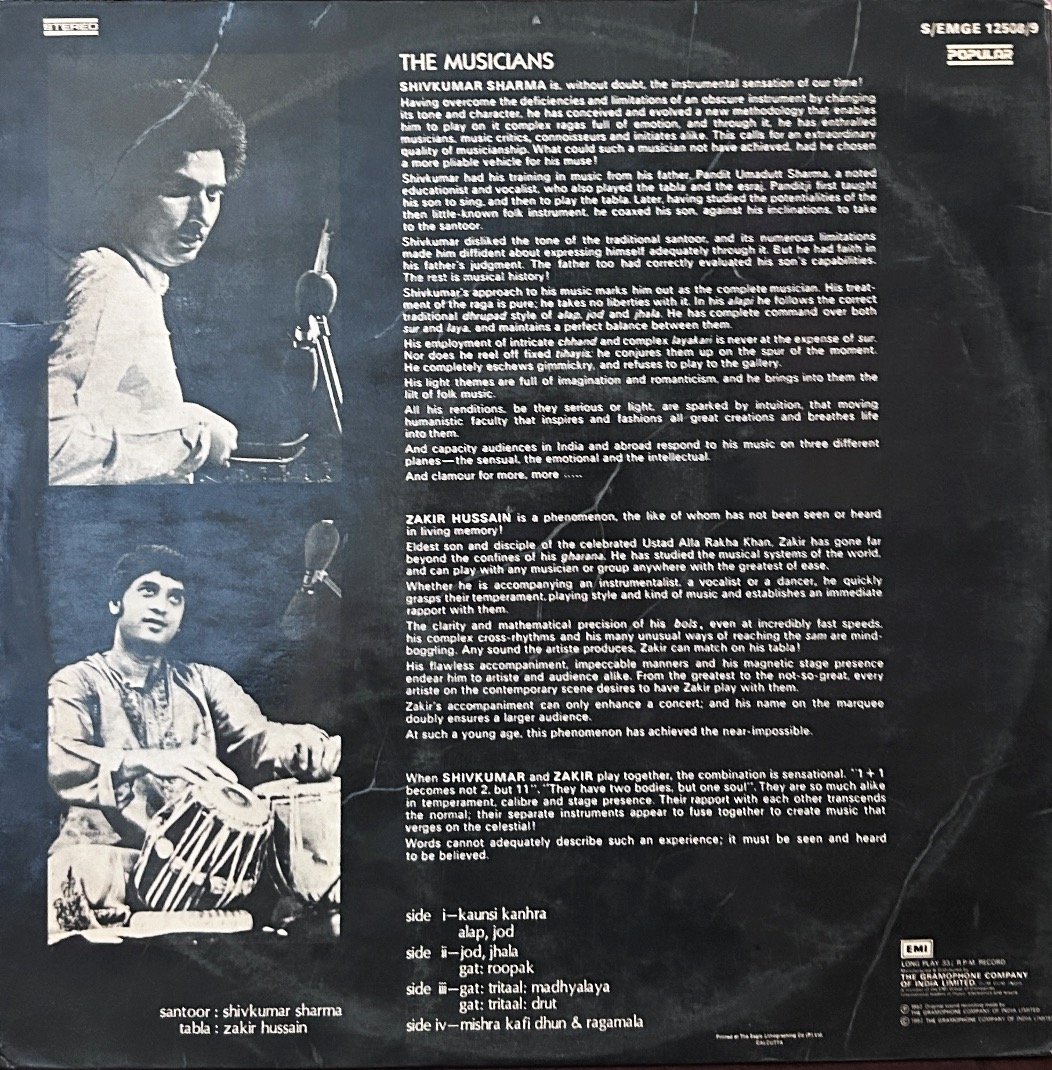 STEREO
S/EMGE 12508/9
POPULAR
THE MUSICIANS
SHIVKUMAR SHARMA is, without doubt, the instrumental sensation of our time!
Having overcome the deficiencies and limitations of an obscure instrument by changing
its tone and character, he has conceived and evolved a new methodology that enables
him to play on it complex ragas full of emotion, and through it, he has enthralled
musicians, music critics, connoisseurs and initiates alike. This calls for an extraordinary
quality of musicianship. What could such a musician not have achieved, had he chosen
a more pliable vehicle for his muse!
Shivkumar had his training in music from his father, Pandit Umadutt Sharma, a noted
educationist and vocalist, who also played the tabla and the esraj. Panditji first taught
his son to sing, and then to play the tabla. Later, having studied the potentialities of the
then little-known folk instrument, he coaxed his son, against his inclinations, to take
to the santoor.
Shivkumar disliked the tone of the traditional santoor, and its numerous limitations
made him diffident about expressing himself adequately through it. But he had faith in
his father's judgment. The father too had correctly evaluated his son's capabilities.
The rest is musical history!
Shivkumar's approach to his music marks him out as the complete musician. His treat-
ment of the raga is pure; he takes no liberties with it. In his alapi he follows the correct
traditional dhrupad style of alap, jod and jhala. He has complete command over both
sur and laya, and maintains a perfect balance between them.
His employment of intricate chhand and complex layakari is never at the expense of sur.
Nor does he reel off fixed tihayis: he conjures them up on the spur of the moment.
He completely eschews gimmickry, and refuses to play to the gallery.
His light themes are full of imagination and romanticism, and he brings into them the
lilt of folk music.
All his renditions, be they serious or light, are sparked by intuition, that moving
humanistic faculty that inspires and fashions all great creations and breathes life
into them.
And capacity audiences in India and abroad respond to his music on three different
planes—the sensual, the emotional and the intellectual.
And clamour for more, more .....
ZAKIR HUSSAIN is a phenomenon, the like of whom has not been seen or heard
in living memory!
Eldest son and disciple of the celebrated Ustad Alla Rakha Khan, Zakir has gone far
beyond the confines of his gharana. He has studied the musical systems of the world,
and can play with any musician or group anywhere with the greatest of ease.
Whether he is accompanying an instrumentalist, a vocalist or a dancer, he quickly
grasps their temperament, playing style and kind of music and establishes an immediate
rapport with them.
The clarity and mathematical precision of his bols, even at incredibly fast speeds,
his complex cross-rhythms and his many unusual ways of reaching the sam are mind-
boggling. Any sound the artiste produces, Zakir can match on his tabla!
His flawless accompaniment, impeccable manners and his magnetic stage presence
endear him to artiste and audience alike. From the greatest to the not-so-great, every
artiste on the contemporary scene desires to have Zakir play with them.
Zakir's accompaniment can only enhance a concert; and his name on the marquee
doubly ensures a larger audience.
At such a young age, this phenomenon has achieved the near-impossible.
When SHIVKUMAR and ZAKIR play together, the combination is sensational. "1 + 1
becomes not 2, but 11". "They have two bodies, but one soul". They are so much alike
in temperament, calibre and stage presence. Their rapport with each other transcends
the normal; their separate instruments appear to fuse together to create music that
verges on the celestial!
Words cannot adequately describe such an experience; it must be seen and heard
to be believed.
side i—kaunsi kanhra
alap, jod
side ii—jod, jhala
gat: roopak
side iii—gat: tritaal: madhyalaya
gat: tritaal: drut
side iv—mishra kafi dhun & ragamala
santoor : shivkumar sharma
tabla : zakir hussain
EMI
LONG PLAY 33⅓ R.P.M. RECORD
Manufactured & Distributed by
THE GRAMOPHONE COMPANY
OF INDIA LIMITED
THE GRAMOPHONE COMPANY OF INDIA LIMITED
THE GRAMOPHONE COMPANY OF INDIA LIMITED
Printed at The Eagle Lithographing Co (P) Ltd.
CALCUTTA